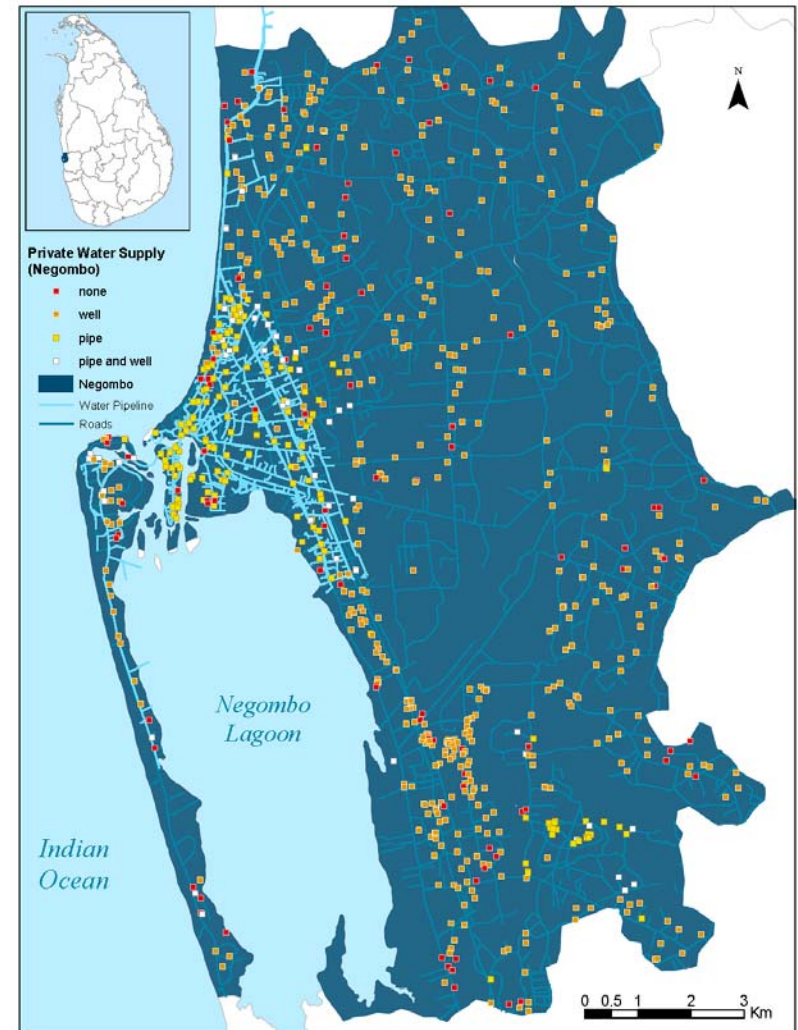 N
Private Water Supply
(Negombo)
none
well
pipe
pipe and well
Negombo
Water Pipeline
Roads
Negombo
Lagoon
Indian
Ocean
0 0.5 1 2 3
Km